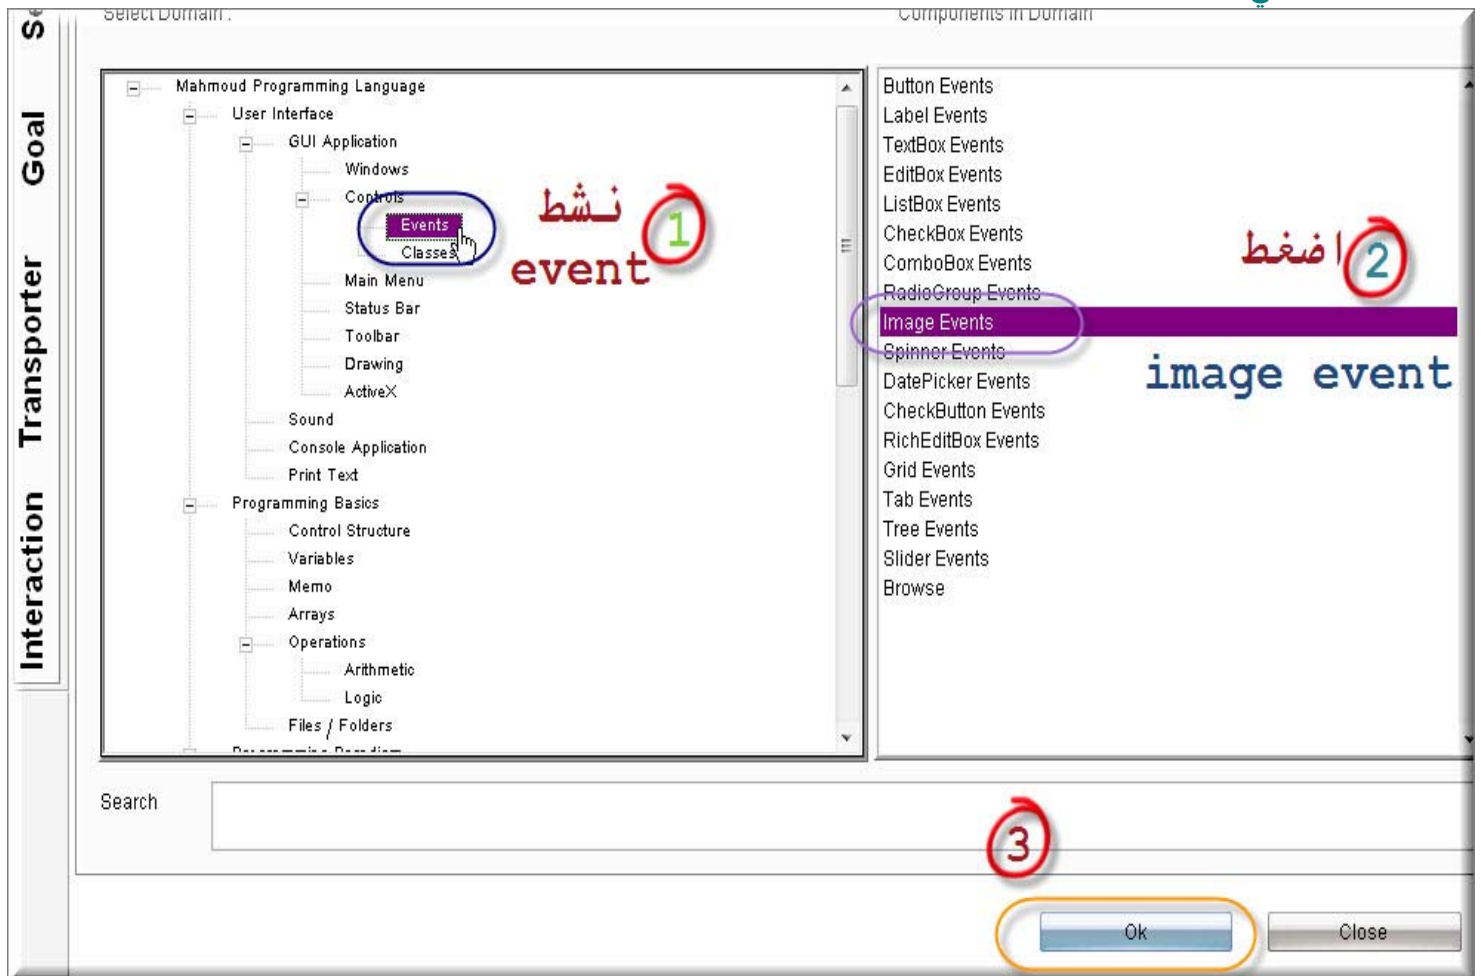 Select Domain :
Components in Domain
Mahmoud Programming Language
User Interface
GUI Application
Windows
Controls
Events
Classes
Main Menu
Status Bar
Toolbar
Drawing
ActiveX
Sound
Console Application
Print Text
Programming Basics
Control Structure
Variables
Memo
Arrays
Operations
Arithmetic
Logic
Files / Folders
Programming Paradigm
نشط
1
event
Button Events
Label Events
TextBox Events
EditBox Events
ListBox Events
CheckBox Events
ComboBox Events
RadioGroup Events
Image Events
Spinner Events
DatePicker Events
CheckButton Events
RichEditBox Events
Grid Events
Tab Events
Tree Events
Slider Events
Browse
اضغط
2
image event
Goal
Transporter
Interaction
Search
3
Ok
Close